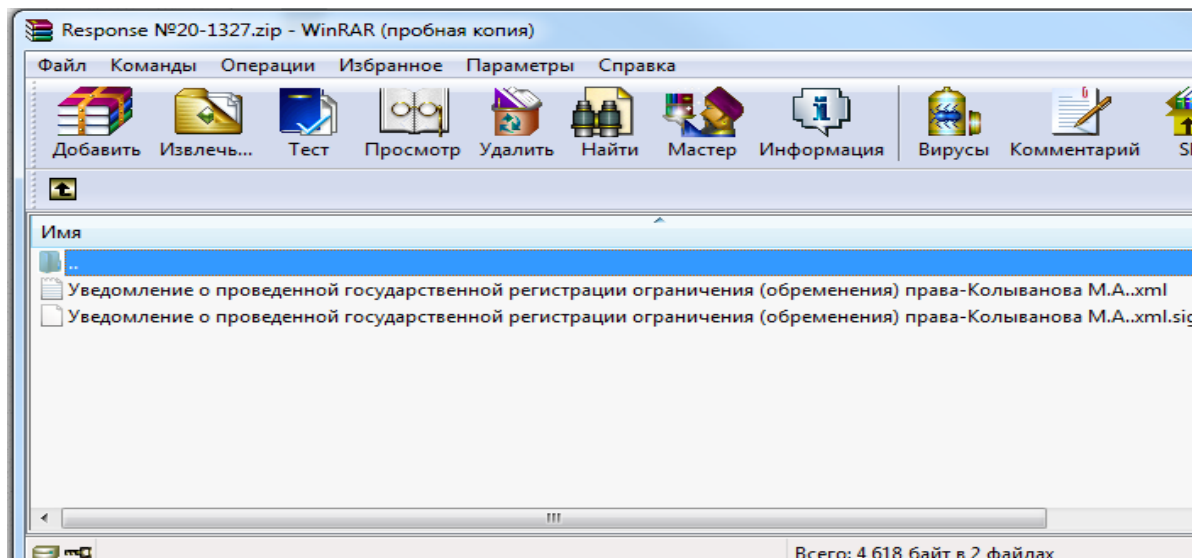 Response №20-1327.zip - WinRAR (пробная копия)
Файл Команды Операции Избранное Параметры Справка
Добавить Извлечь... Тест Просмотр Удалить Найти Мастер Информация Вирусы Комментарий
Имя
..
Уведомление о проведенной государственной регистрации ограничения (обременения) права-Колыванова М.А..xml
Уведомление о проведенной государственной регистрации ограничения (обременения) права-Колыванова М.А..xml.sig
Всего: 4 618 байт в 2 файлах